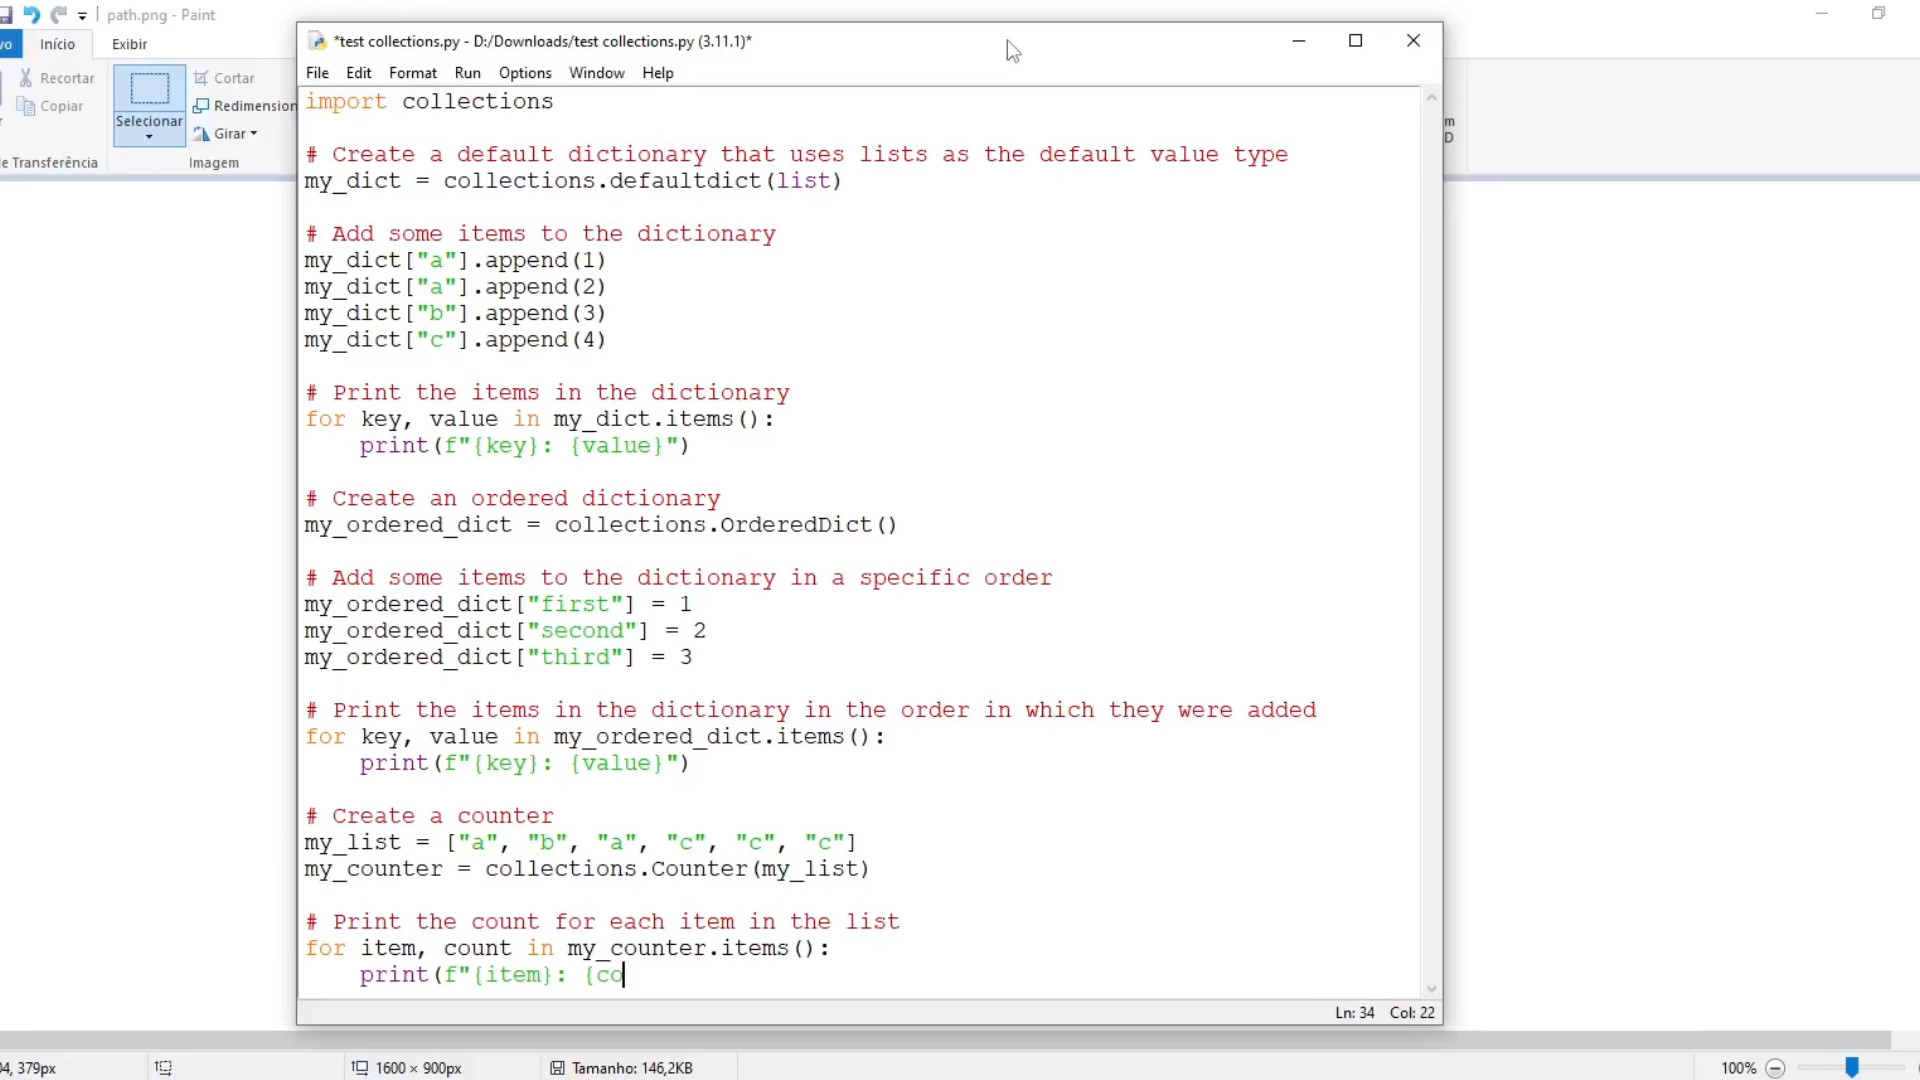 path.png - Paint
vo
Início
Exibir
Recortar
Copiar
e Transferência
Selecionar
Cortar
Redimension
Girar
Imagem
m
D
*test collections.py - D:/Downloads/test collections.py (3.11.1)*
File Edit Format Run Options Window Help
import collections
# Create a default dictionary that uses lists as the default value type
my_dict = collections.defaultdict(list)
# Add some items to the dictionary
my_dict["a"].append(1)
my_dict["a"].append(2)
my_dict["b"].append(3)
my_dict["c"].append(4)
# Print the items in the dictionary
for key, value in my_dict.items():
    print(f"{key}: {value}")
# Create an ordered dictionary
my_ordered_dict = collections.OrderedDict()
# Add some items to the dictionary in a specific order
my_ordered_dict["first"] = 1
my_ordered_dict["second"] = 2
my_ordered_dict["third"] = 3
# Print the items in the dictionary in the order in which they were added
for key, value in my_ordered_dict.items():
    print(f"{key}: {value}")
# Create a counter
my_list = ["a", "b", "a", "c", "c", "c"]
my_counter = collections.Counter(my_list)
# Print the count for each item in the list
for item, count in my_counter.items():
    print(f"{item}: {co
Ln: 34 Col: 22
04, 379px
1600 × 900px
Tamanho: 146,2KB
100%